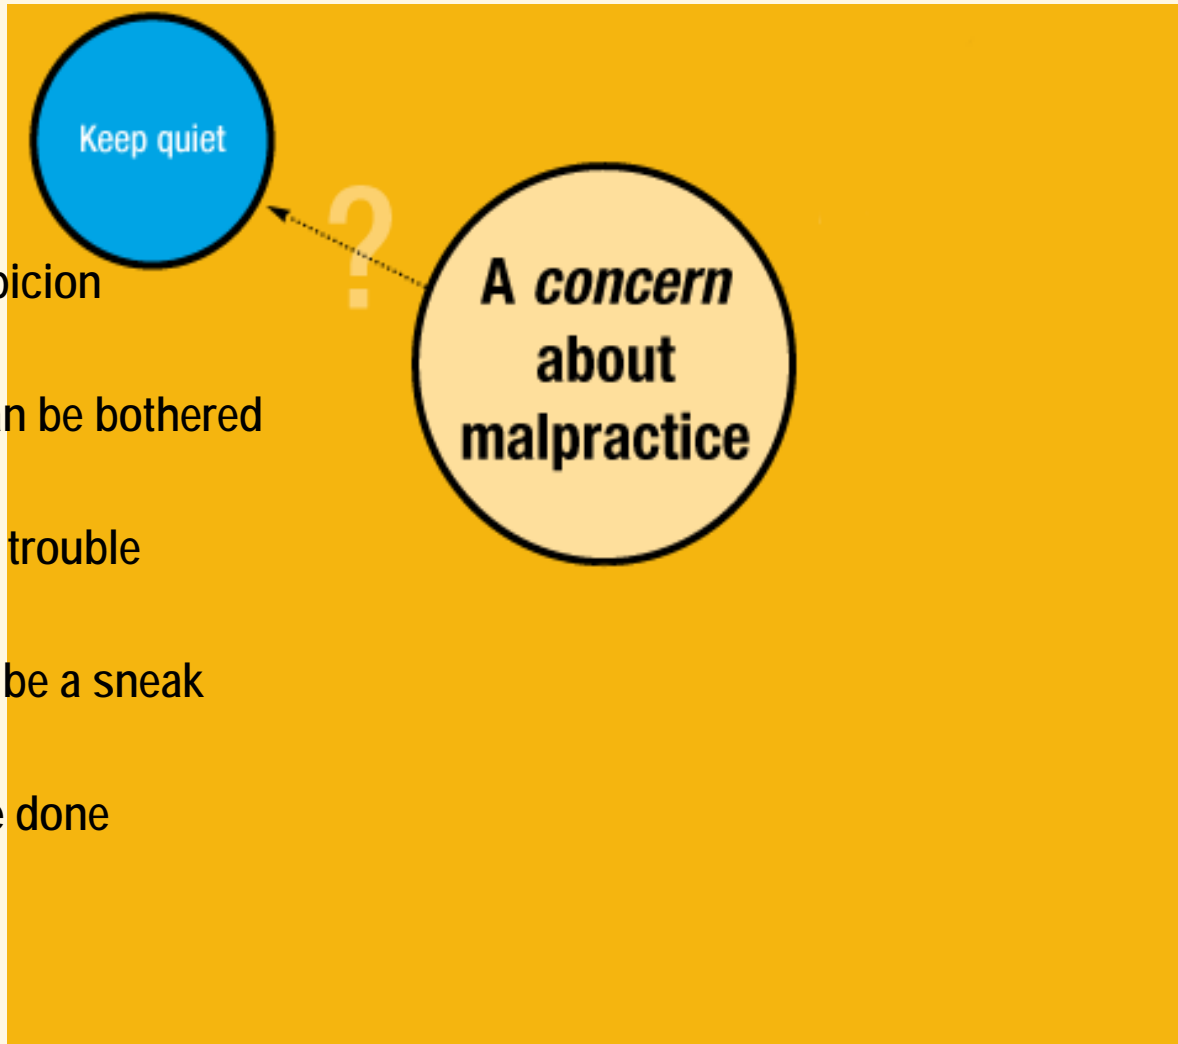 Keep quiet
?
A concern
about
malpractice
picion
n be bothered
trouble
be a sneak
e done